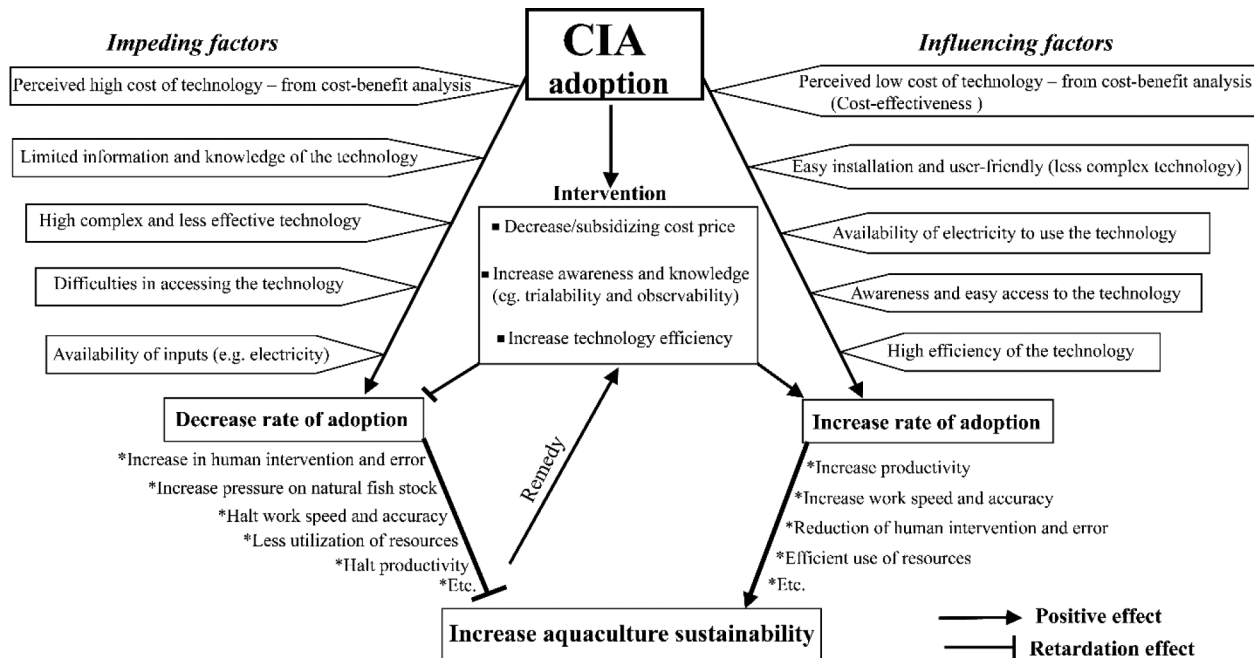 CIA
adoption
Impeding factors
Perceived high cost of technology – from cost-benefit analysis
Limited information and knowledge of the technology
High complex and less effective technology
Difficulties in accessing the technology
Availability of inputs (e.g. electricity)
Influencing factors
Perceived low cost of technology – from cost-benefit analysis
(Cost-effectiveness )
Easy installation and user-friendly (less complex technology)
Availability of electricity to use the technology
Awareness and easy access to the technology
High efficiency of the technology
Intervention
▪ Decrease/subsidizing cost price
▪ Increase awareness and knowledge
(eg. trialability and observability)
▪ Increase technology efficiency
Decrease rate of adoption
*Increase in human intervention and error
*Increase pressure on natural fish stock
*Halt work speed and accuracy
*Less utilization of resources
*Halt productivity
*Etc.
Remedy
Increase rate of adoption
*Increase productivity
*Increase work speed and accuracy
*Reduction of human intervention and error
*Efficient use of resources
*Etc.
Increase aquaculture sustainability
Positive effect
Retardation effect